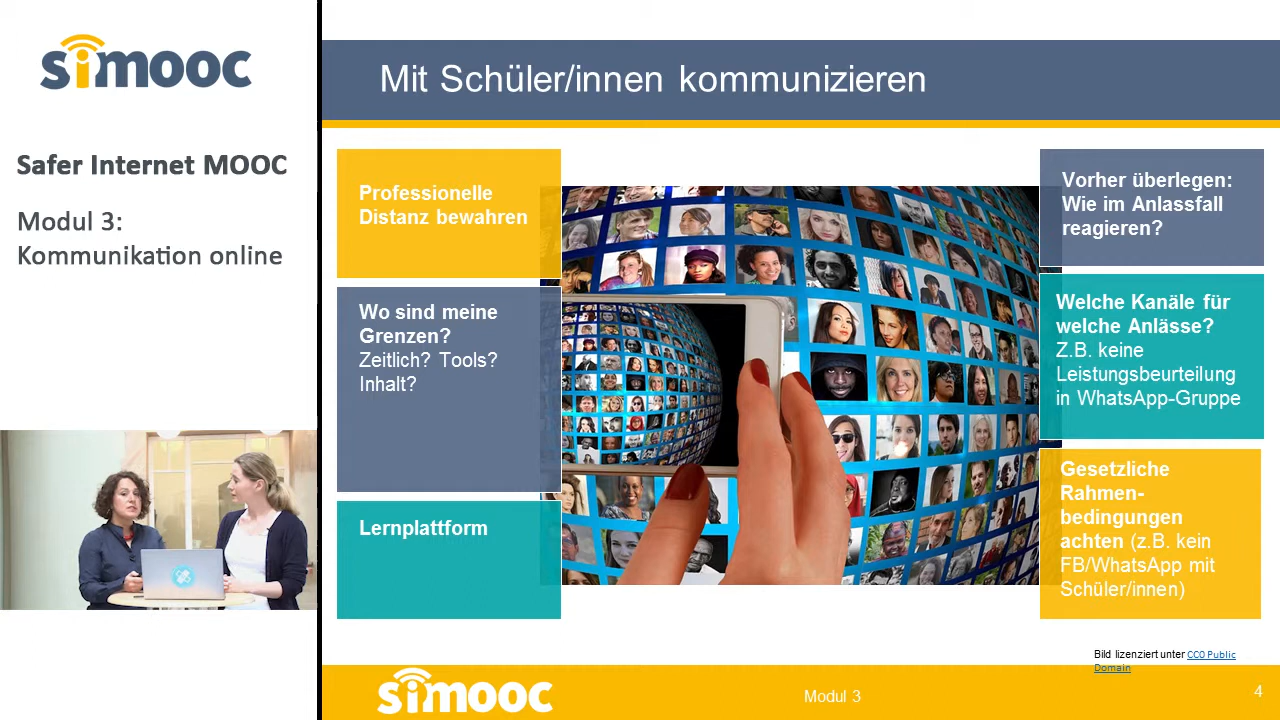 simooc
Safer Internet MOOC
Modul 3:
Kommunikation online
Mit Schüler/innen kommunizieren
Professionelle
Distanz bewahren
Wo sind meine
Grenzen?
Zeitlich? Tools?
Inhalt?
Lernplattform
Vorher überlegen:
Wie im Anlassfall
reagieren?
Welche Kanäle für
welche Anlässe?
Z.B. keine
Leistungsbeurteilung
in WhatsApp-Gruppe
Gesetzliche
Rahmen-
bedingungen
achten (z.B. kein
FB/WhatsApp mit
Schüler/innen)
Bild lizenziert unter CC0 Public
Domain
simooc
Modul 3
4